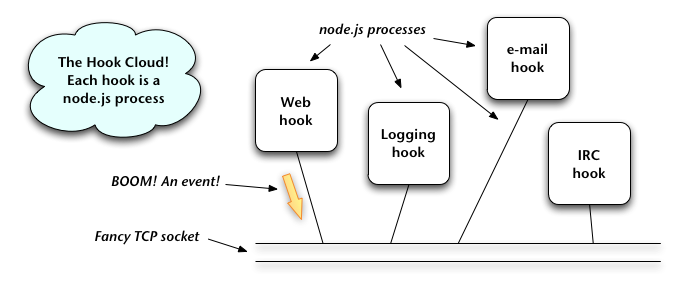 The Hook Cloud!
Each hook is a
node.js process
node.js processes
Web
hook
Logging
hook
e-mail
hook
IRC
hook
BOOM! An event!
Fancy TCP socket